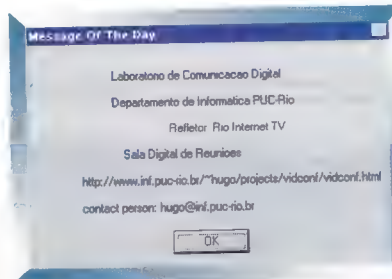 Message Of The Day
Laboratorio de Comunicacao Digital
Departamento de Informatica PUC-Rio
Refletor Rio Internet TV
Sala Digital de Reunioes
http://www.inf.puc-rio.br/~hugo/projects/vidconf/vidconf.html
contact person: hugo@inf.puc-rio.br
OK